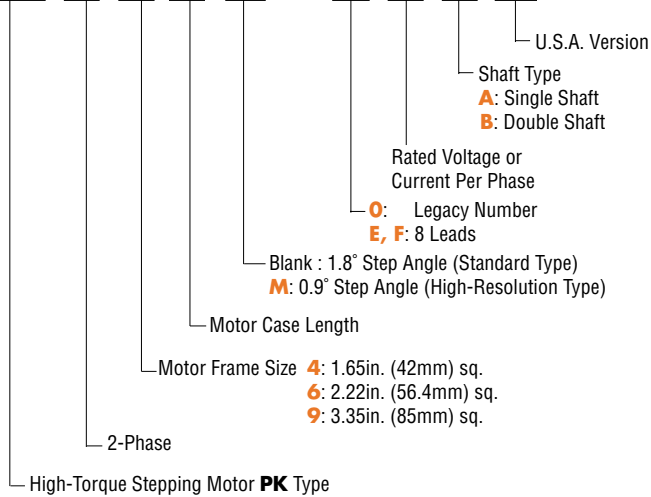 U.S.A. Version
Shaft Type
A: Single Shaft
B: Double Shaft
Rated Voltage or
Current Per Phase
0: Legacy Number
E, F: 8 Leads
Blank : 1.8˚ Step Angle (Standard Type)
M: 0.9˚ Step Angle (High-Resolution Type)
Motor Case Length
Motor Frame Size 4: 1.65in. (42mm) sq.
6: 2.22in. (56.4mm) sq.
9: 3.35in. (85mm) sq.
2-Phase
High-Torque Stepping Motor PK Type